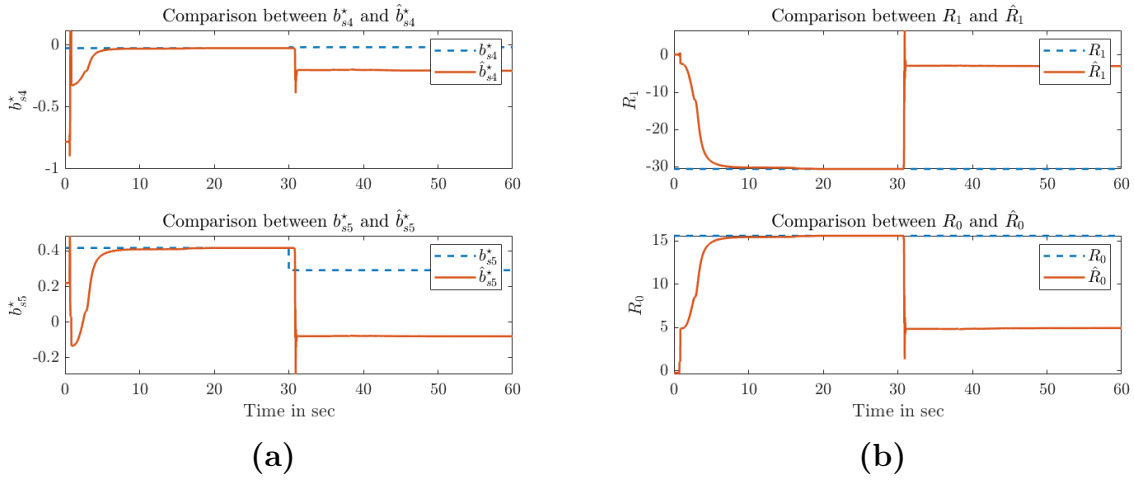 Comparison between b*s4 and b̂*s4
0
-0.5
-1
b*s4
b*s4
b̂*s4
0 10 20 30 40 50 60
Comparison between b*s5 and b̂*s5
0.4
0.2
0
-0.2
b*s5
b*s5
b̂*s5
0 10 20 30 40 50 60
Time in sec
(a)
Comparison between R1 and R̂1
0
-10
-20
-30
R1
R1
R̂1
0 10 20 30 40 50 60
Comparison between R0 and R̂0
15
10
5
0
R0
R0
R̂0
0 10 20 30 40 50 60
Time in sec
(b)